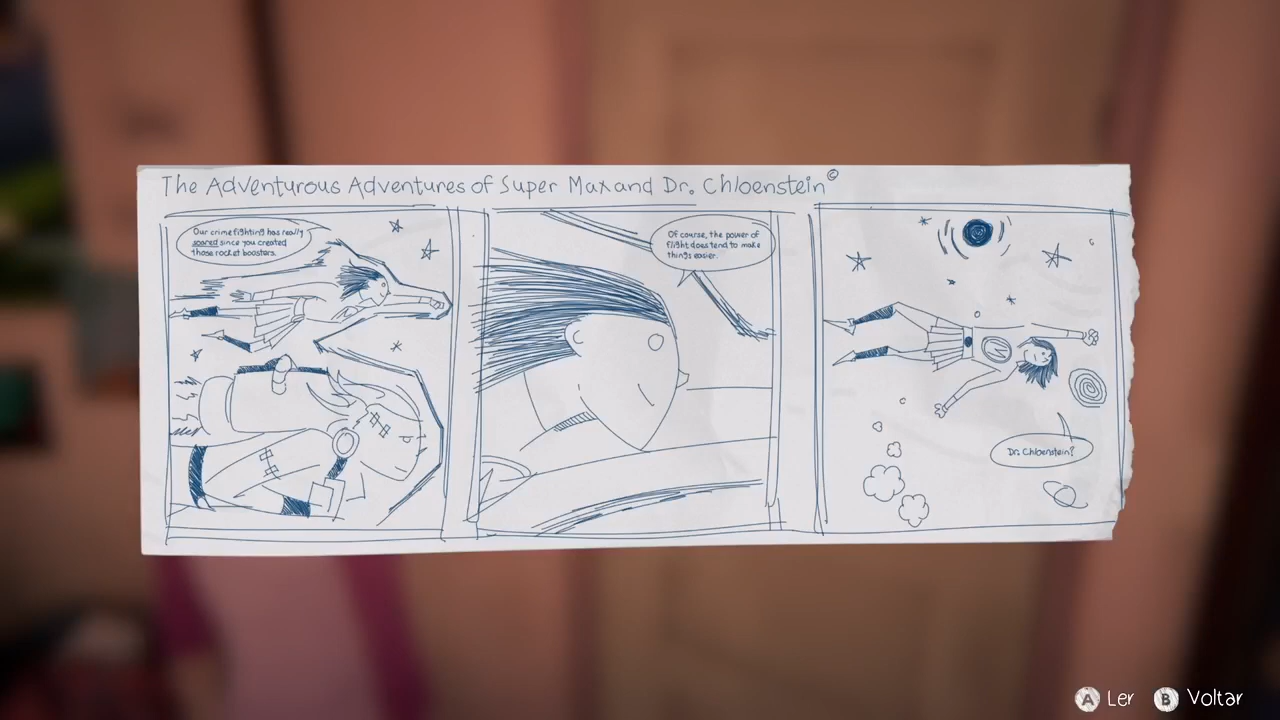 The Adventurous Adventures of Super Max and Dr. Chloenstein©
Our crime fighting has really
soared since you created
those rocket boosters.
Of course, the power of
flight does tend to make
things easier.
Dr. Chloenstein?
A Ler B Voltar